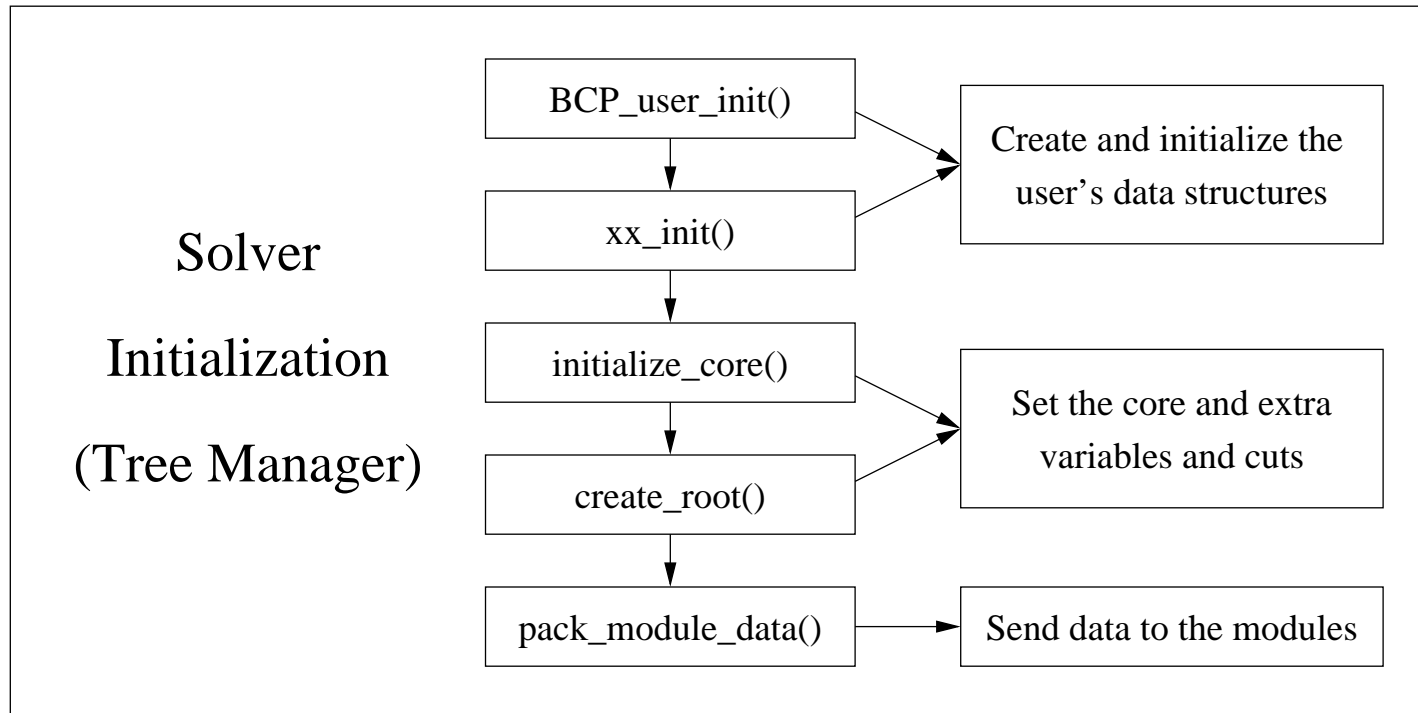 Solver
Initialization
(Tree Manager)
BCP_user_init()
xx_init()
initialize_core()
create_root()
pack_module_data()
Create and initialize the
user’s data structures
Set the core and extra
variables and cuts
Send data to the modules